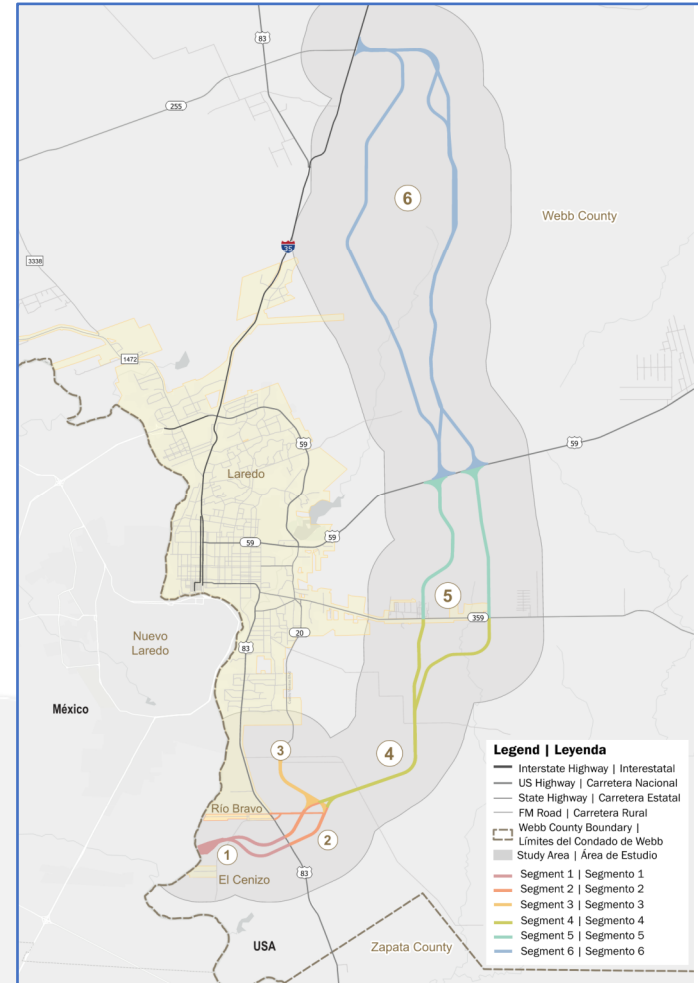 83
255
6
Webb County
35
3338
1472
59
59
Laredo
59
59
5
359
Nuevo
Laredo
20
83
México
3
4
Río Bravo
2
1
El Cenizo
83
USA
Zapata County
Legend | Leyenda
Interstate Highway | Interestatal
US Highway | Carretera Nacional
State Highway | Carretera Estatal
FM Road | Carretera Rural
Webb County Boundary |
Límites del Condado de Webb
Study Area | Área de Estudio
Segment 1 | Segmento 1
Segment 2 | Segmento 2
Segment 3 | Segmento 3
Segment 4 | Segmento 4
Segment 5 | Segmento 5
Segment 6 | Segmento 6